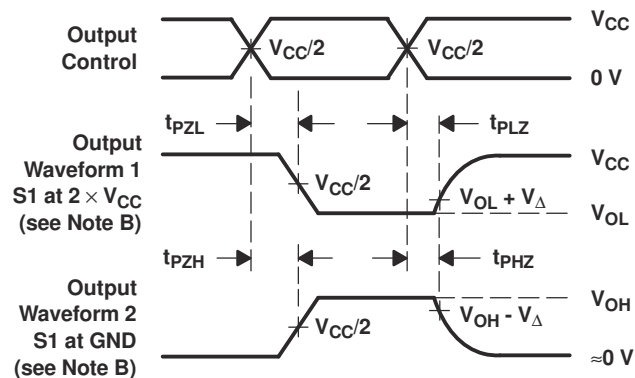 Output
Control
V_CC/2
V_CC/2
V_CC
0 V
t_PZL
t_PLZ
Output
Waveform 1
S1 at 2 × V_CC
(see Note B)
V_CC/2
V_CC
V_OL + V_Δ
V_OL
t_PZH
t_PHZ
Output
Waveform 2
S1 at GND
(see Note B)
V_CC/2
V_OH
V_OH - V_Δ
≈0 V